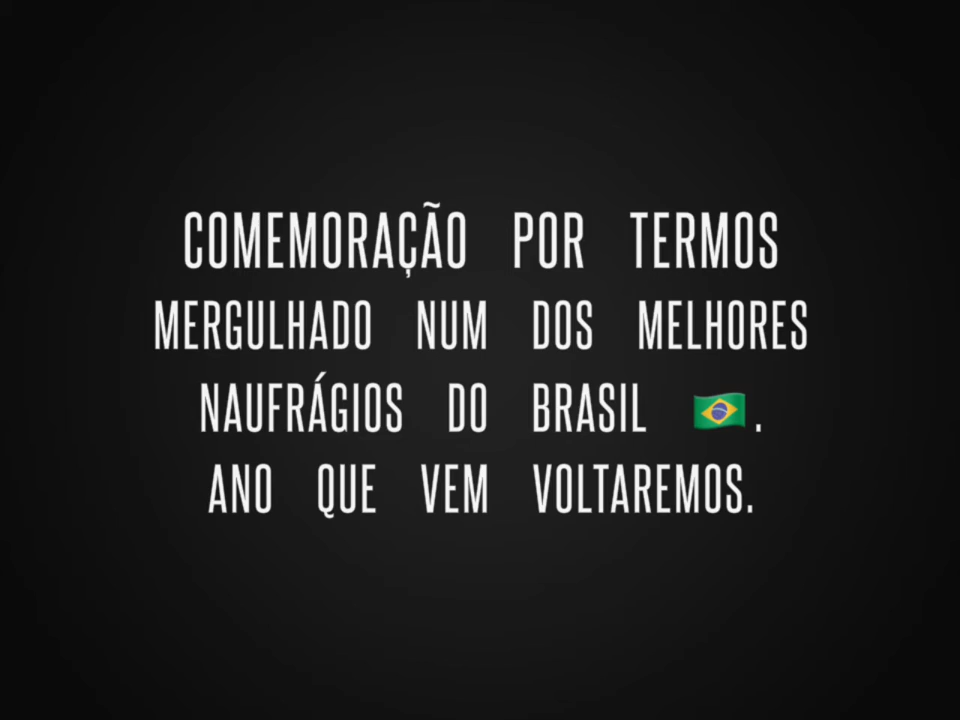 COMEMORAÇÃO POR TERMOS
MERGULHADO NUM DOS MELHORES
NAUFRÁGIOS DO BRASIL 🇧🇷.
ANO QUE VEM VOLTAREMOS.